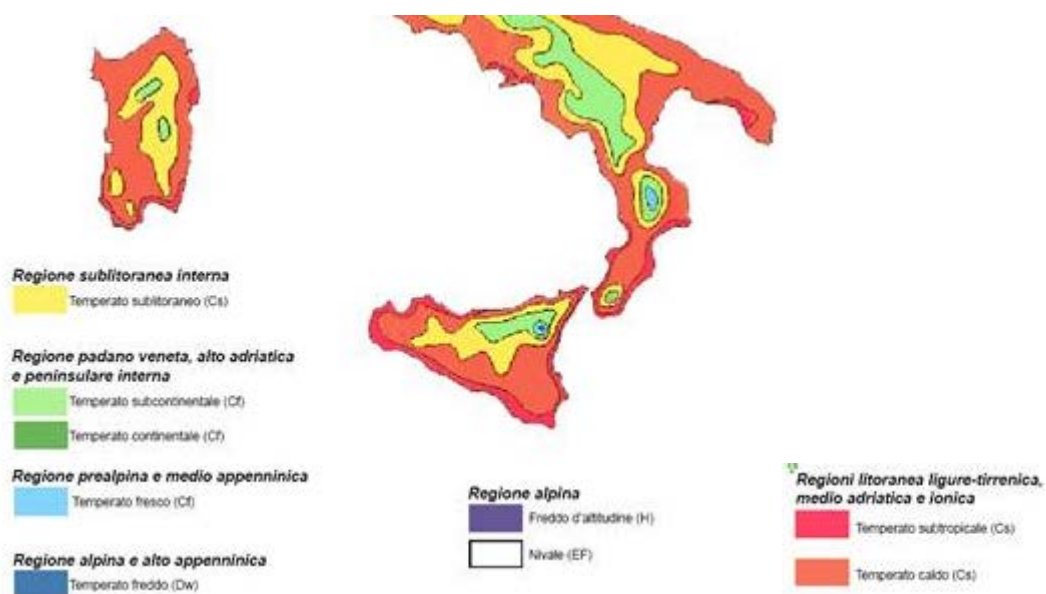 Regione sublitoranea interna
Temperato sublitoraneo (Cs)
Regione padano veneta, alto adriatica
e peninsulare interna
Temperato subcontinentale (Cf)
Temperato continentale (Cf)
Regione prealpina e medio appenninica
Temperato fresco (Cf)
Regione alpina e alto appenninica
Temperato freddo (Dw)
Regione alpina
Freddo d'altitudine (H)
Nivale (EF)
Regioni litoranea ligure-tirrenica,
medio adriatica e ionica
Temperato subtropicale (Cs)
Temperato caldo (Cs)